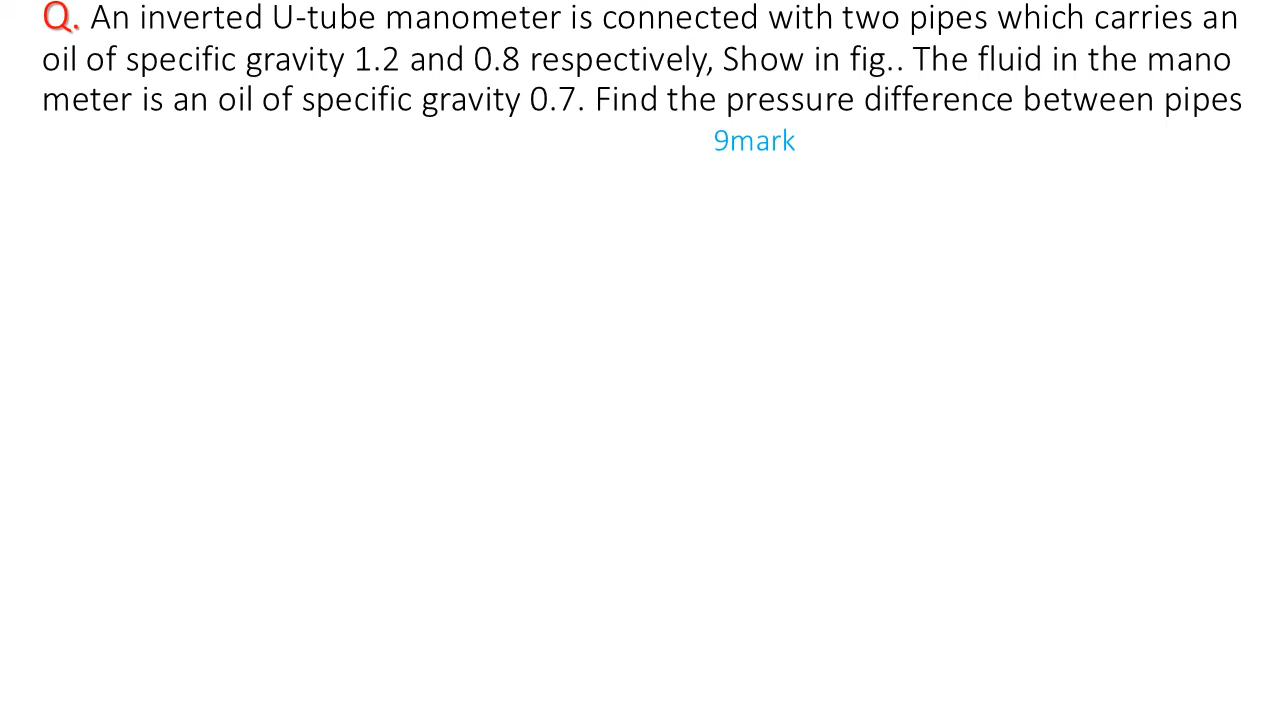 Q. An inverted U-tube manometer is connected with two pipes which carries an
oil of specific gravity 1.2 and 0.8 respectively, Show in fig.. The fluid in the mano
meter is an oil of specific gravity 0.7. Find the pressure difference between pipes
9mark